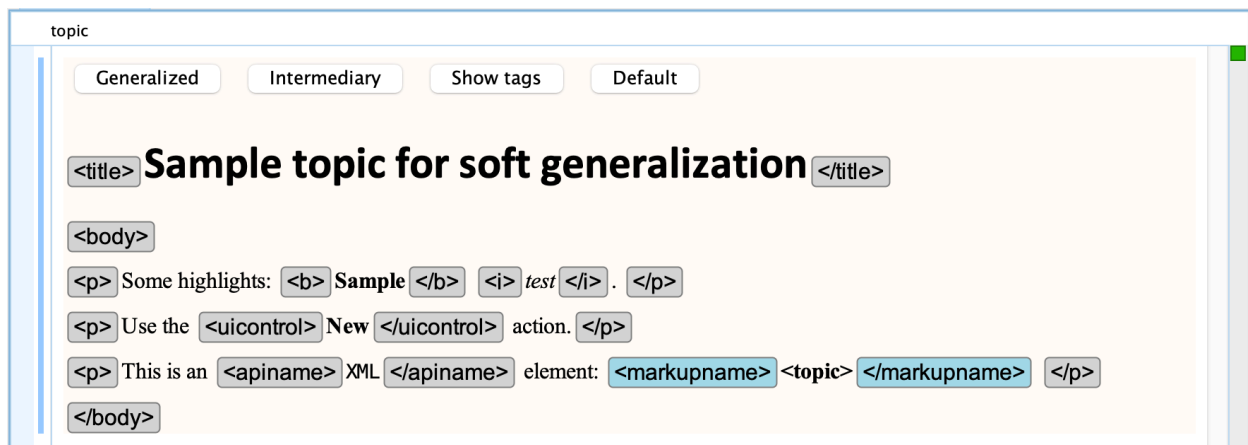 topic
Generalized Intermediary Show tags Default
<title> Sample topic for soft generalization </title>
<body>
<p> Some highlights: <b> Sample </b> <i> test </i> . </p>
<p> Use the <uicontrol> New </uicontrol> action. </p>
<p> This is an <apiname> XML </apiname> element: <markupname> <topic> </markupname> </p>
</body>